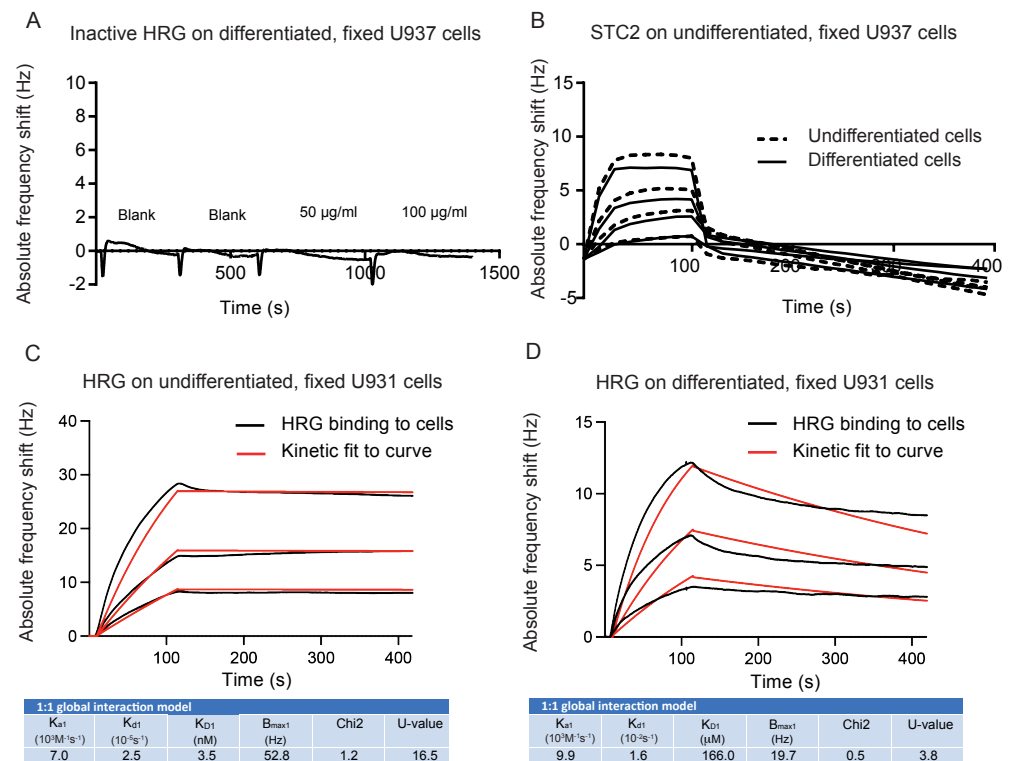 A
Inactive HRG on differentiated, fixed U937 cells
Absolute frequency shift (Hz)
10
8
6
4
2
0
-2
Blank
Blank
50 µg/ml
100 µg/ml
500
1000
1500
Time (s)
B
STC2 on undifferentiated, fixed U937 cells
Absolute frequency shift (Hz)
15
10
5
0
-5
Undifferentiated cells
Differentiated cells
100
200
300
400
Time (s)
C
HRG on undifferentiated, fixed U931 cells
Absolute frequency shift (Hz)
40
30
20
10
0
HRG binding to cells
Kinetic fit to curve
100
200
300
400
Time (s)
1:1 global interaction model
Ka1 Kd1 KD1 Bmax1 Chi2 U-value
(10³M⁻¹s⁻¹) (10⁻⁵s⁻¹) (nM) (Hz)
7.0 2.5 3.5 52.8 1.2 16.5
D
HRG on differentiated, fixed U931 cells
Absolute frequency shift (Hz)
15
10
5
0
HRG binding to cells
Kinetic fit to curve
100
200
300
400
Time (s)
1:1 global interaction model
Ka1 Kd1 KD1 Bmax1 Chi2 U-value
(10³M⁻¹s⁻¹) (10⁻²s⁻¹) (µM) (Hz)
9.9 1.6 166.0 19.7 0.5 3.8